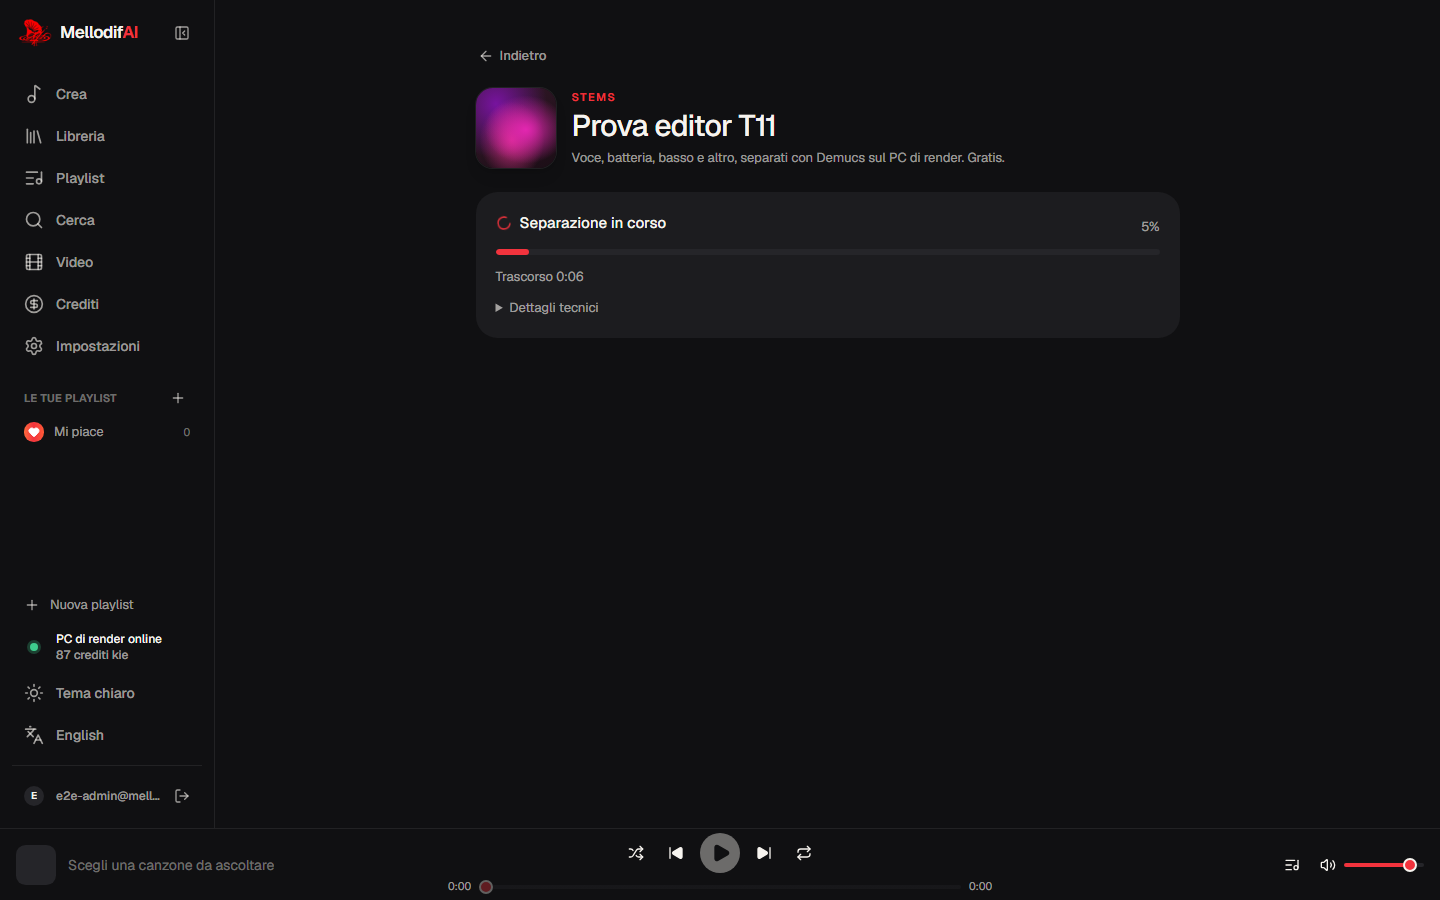 MellodifAI
Crea
Libreria
Playlist
Cerca
Video
Crediti
Impostazioni
LE TUE PLAYLIST
Mi piace 0
Nuova playlist
PC di render online
87 crediti kie
Tema chiaro
English
E e2e-admin@mell...
Indietro
STEMS
Prova editor T11
Voce, batteria, basso e altro, separati con Demucs sul PC di render. Gratis.
Separazione in corso 5%
Trascorso 0:06
Dettagli tecnici
Scegli una canzone da ascoltare
0:00 0:00